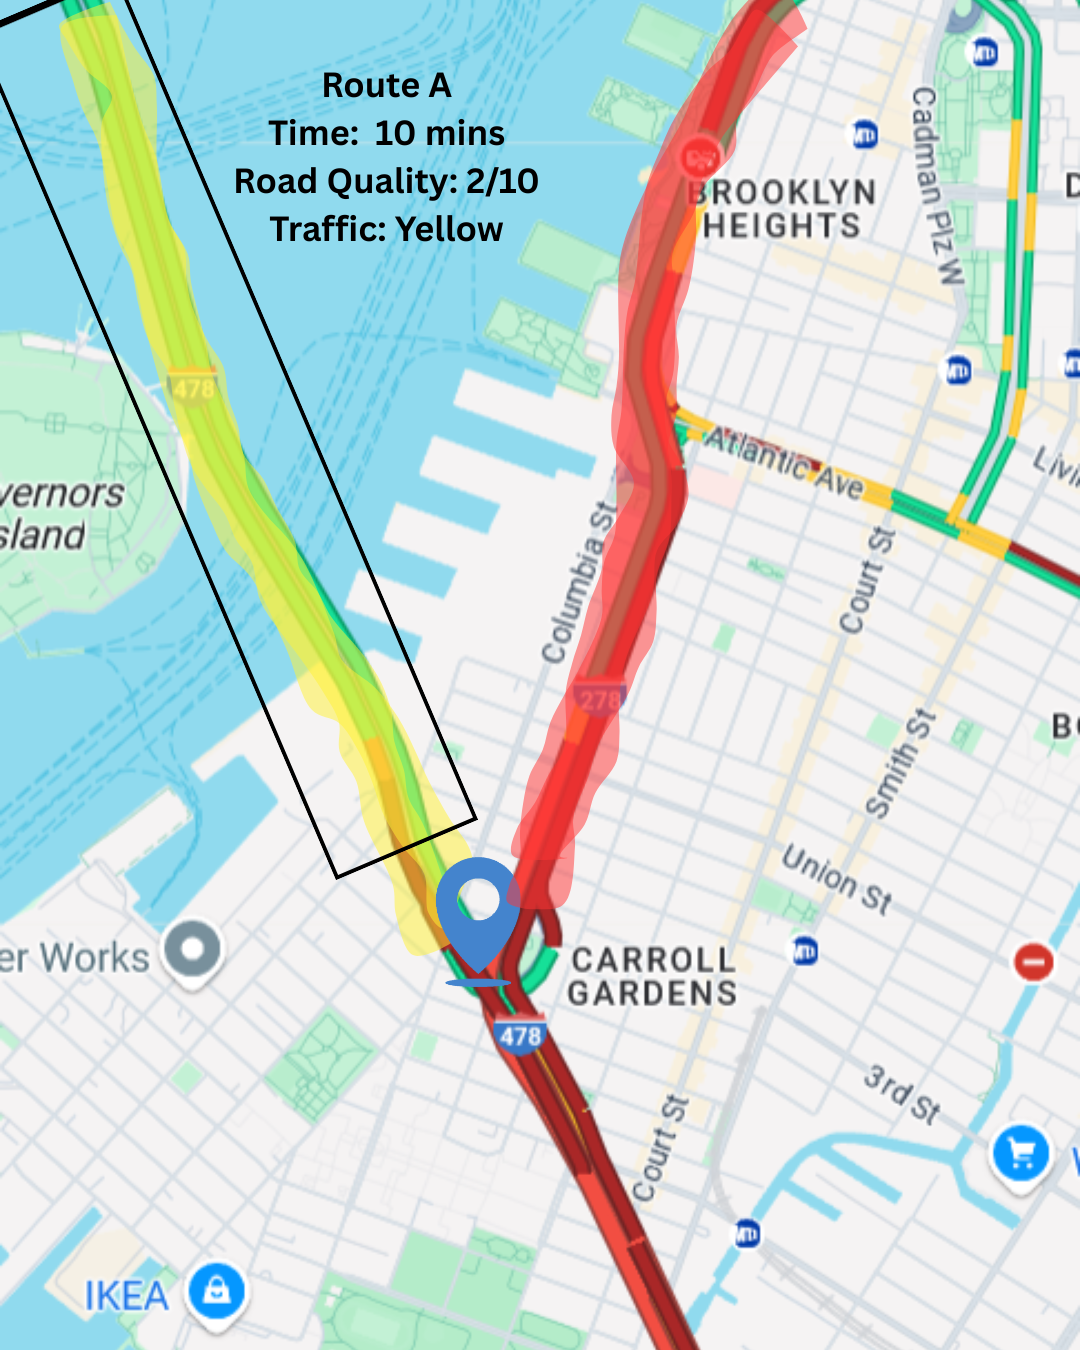 Route A
Time: 10 mins
Road Quality: 2/10
Traffic: Yellow
Cadman Plz W
BROOKLYN
HEIGHTS
478
Atlantic Ave
vernors
sland
Columbia St
Court St
278
Smith St
Union St
er Works
CARROLL
GARDENS
478
3rd St
Court St
IKEA